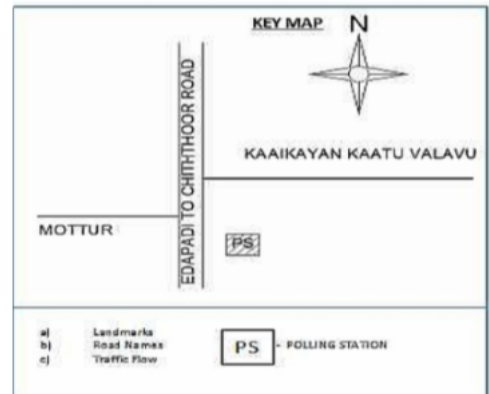 KEY MAP
N
EDAPADI TO CHITHTHOOR ROAD
KAAIKAYAN KAATU VALAVU
MOTTUR
PS
a) Landmarks
b) Road Names
c) Traffic Flow
PS - POLLING STATION